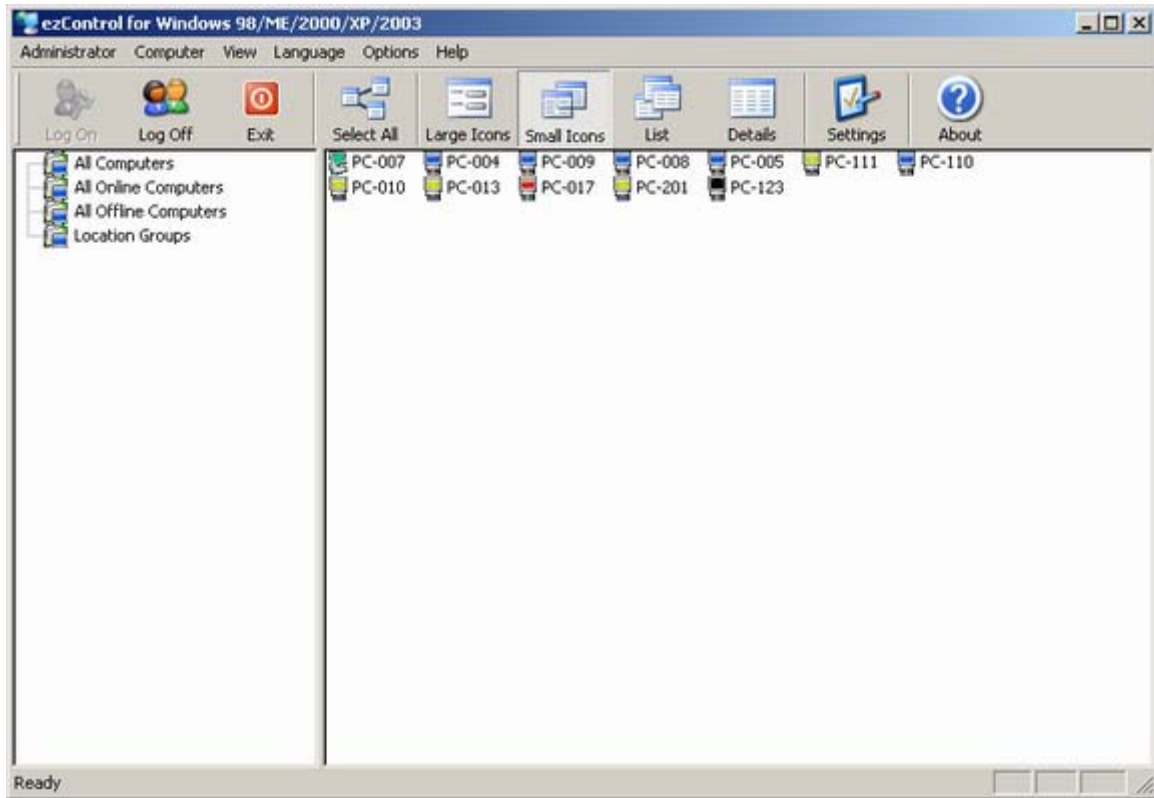 ezControl for Windows 98/ME/2000/XP/2003
Administrator Computer View Language Options Help
Log On Log Off Exit Select All Large Icons Small Icons List Details Settings About
All Computers
All Online Computers
All Offline Computers
Location Groups
PC-007 PC-004 PC-009 PC-008 PC-005 PC-111 PC-110
PC-010 PC-013 PC-017 PC-201 PC-123
Ready